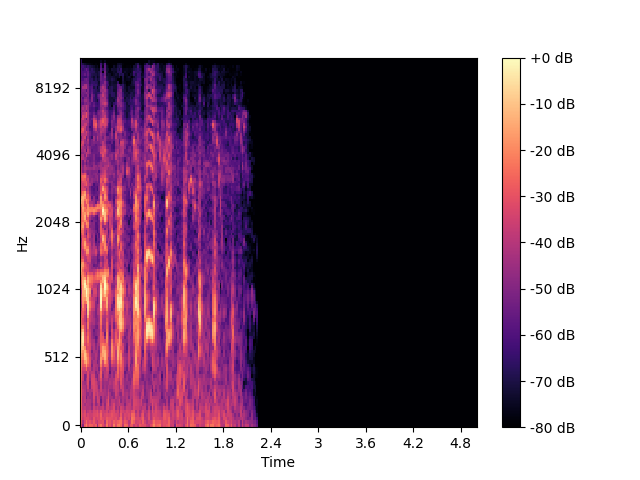 8192
4096
2048
1024
512
0
Hz
0 0.6 1.2 1.8 2.4 3 3.6 4.2 4.8
Time
+0 dB
-10 dB
-20 dB
-30 dB
-40 dB
-50 dB
-60 dB
-70 dB
-80 dB